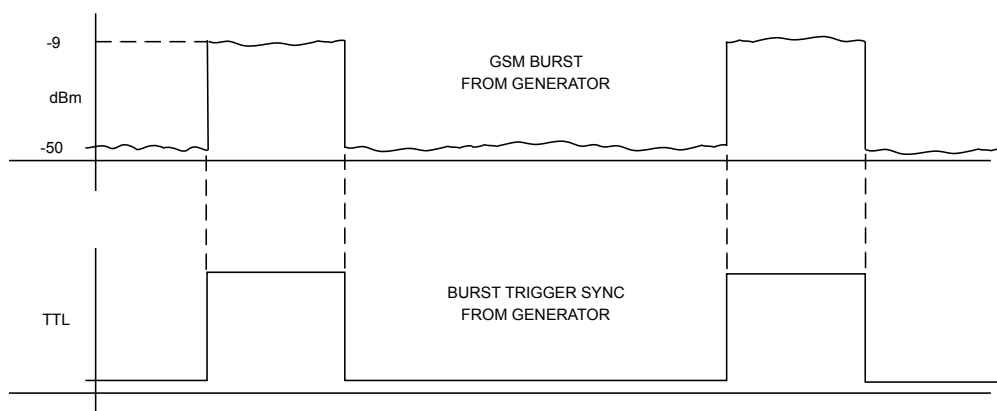 -9
GSM BURST
FROM GENERATOR
dBm
-50
BURST TRIGGER SYNC
FROM GENERATOR
TTL